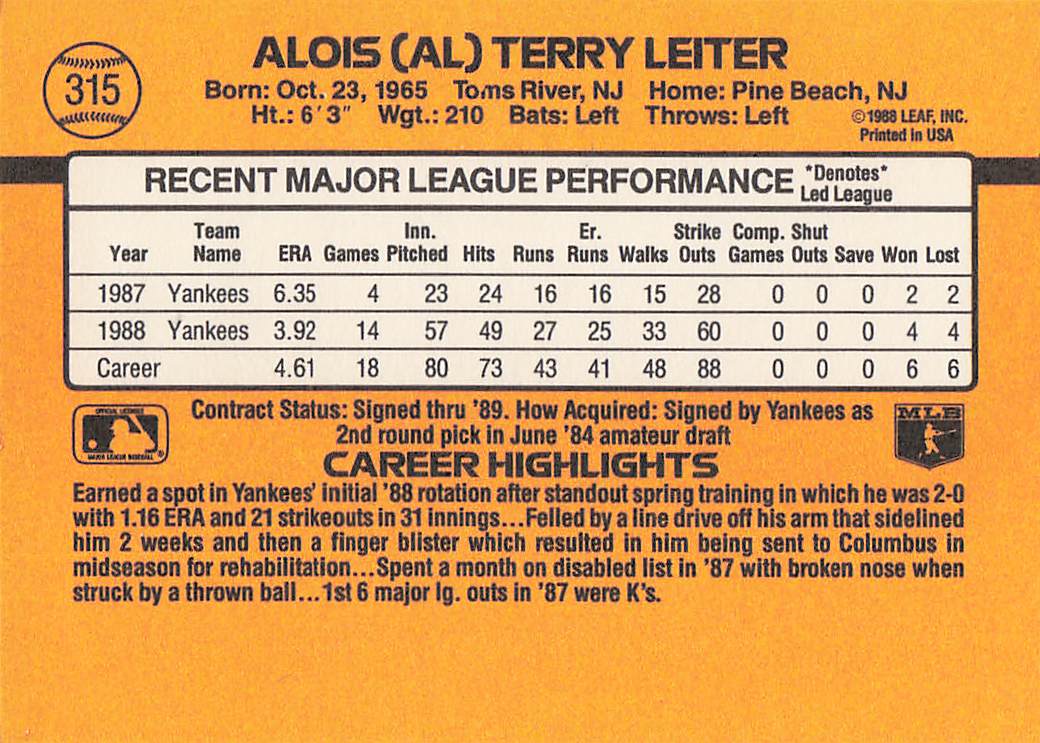 315
ALOIS (AL) TERRY LEITER
Born: Oct. 23, 1965 Toms River, NJ Home: Pine Beach, NJ
Ht.: 6'3" Wgt.: 210 Bats: Left Throws: Left
©1988 LEAF, INC.
Printed in USA
RECENT MAJOR LEAGUE PERFORMANCE *Denotes*
Led League
Team Inn. Er. Strike Comp. Shut
Year Name ERA Games Pitched Hits Runs Runs Walks Outs Games Outs Save Won Lost
1987 Yankees 6.35 4 23 24 16 16 15 28 0 0 0 2 2
1988 Yankees 3.92 14 57 49 27 25 33 60 0 0 0 4 4
Career 4.61 18 80 73 43 41 48 88 0 0 0 6 6
OFFICIAL LICENSEE
MAJOR LEAGUE BASEBALL®
Contract Status: Signed thru '89. How Acquired: Signed by Yankees as
2nd round pick in June '84 amateur draft
MLB
CAREER HIGHLIGHTS
Earned a spot in Yankees' initial '88 rotation after standout spring training in which he was 2-0
with 1.16 ERA and 21 strikeouts in 31 innings...Felled by a line drive off his arm that sidelined
him 2 weeks and then a finger blister which resulted in him being sent to Columbus in
midseason for rehabilitation...Spent a month on disabled list in '87 with broken nose when
struck by a thrown ball...1st 6 major lg. outs in '87 were K's.